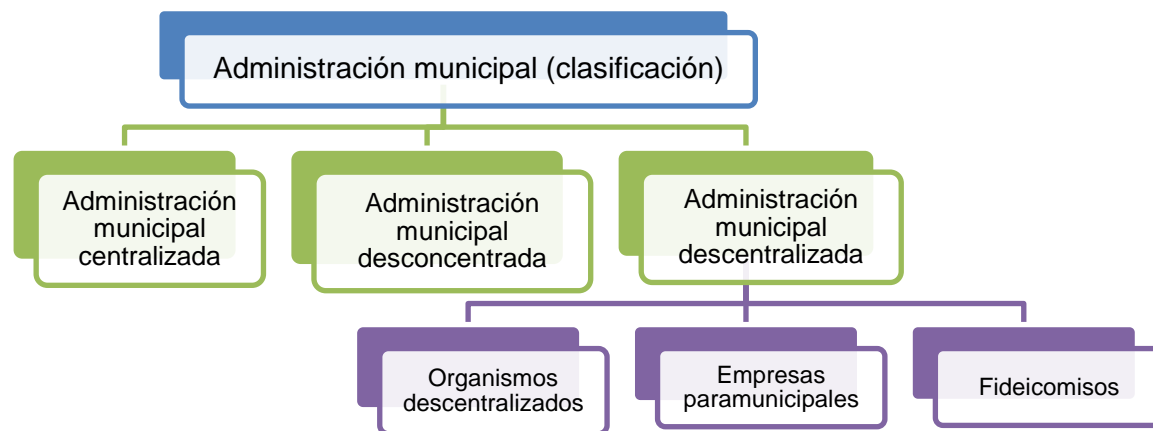 Administración municipal (clasificación)
Administración
municipal
centralizada
Administración
municipal
desconcentrada
Administración
municipal
descentralizada
Organismos
descentralizados
Empresas
paramunicipales
Fideicomisos